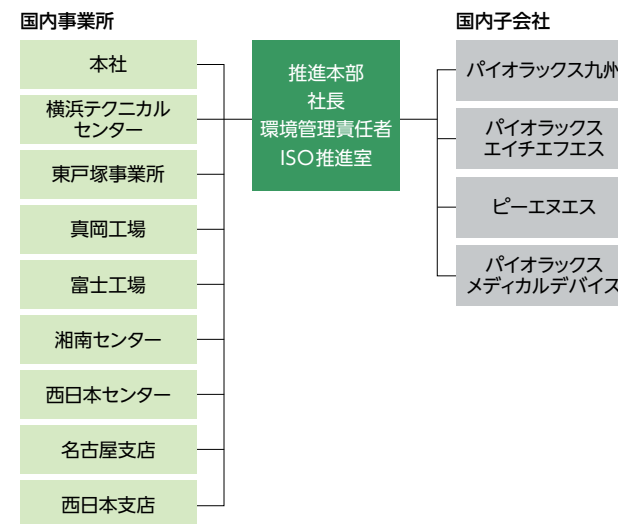 国内事業所
本社
横浜テクニカル
センター
東戸塚事業所
真岡工場
富士工場
湘南センター
西日本センター
名古屋支店
西日本支店
推進本部
社長
環境管理責任者
ISO推進室
国内子会社
パイオラックス九州
パイオラックス
エイチエフエス
ピーエヌエス
パイオラックス
メディカルデバイス